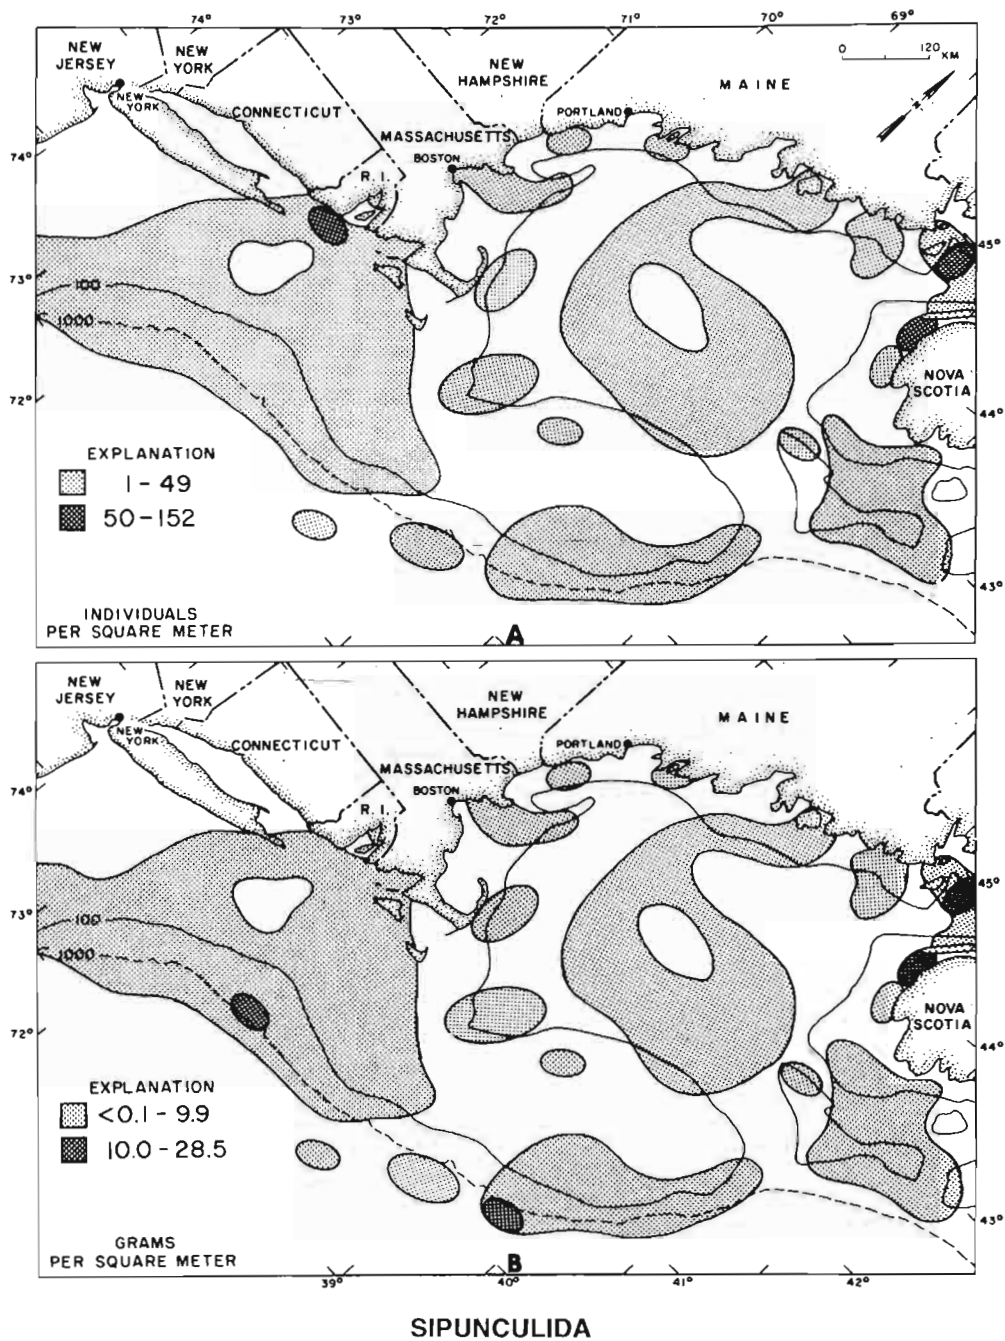 74° 73° 72° 71° 70° 69°
NEW JERSEY
NEW YORK
NEW YORK
CONNECTICUT
NEW HAMPSHIRE
MASSACHUSETTS
BOSTON
R. I.
PORTLAND
MAINE
0 120 KM
74°
73°
72°
45°
44°
43°
100
1000
NOVA SCOTIA
EXPLANATION
1 - 49
50 - 152
INDIVIDUALS
PER SQUARE METER
A
NEW JERSEY
NEW YORK
NEW YORK
CONNECTICUT
NEW HAMPSHIRE
MASSACHUSETTS
BOSTON
R. I.
PORTLAND
MAINE
74°
73°
72°
45°
44°
43°
100
1000
NOVA SCOTIA
EXPLANATION
<0.1 - 9.9
10.0 - 28.5
GRAMS
PER SQUARE METER
B
39° 40° 41° 42°
SIPUNCULIDA